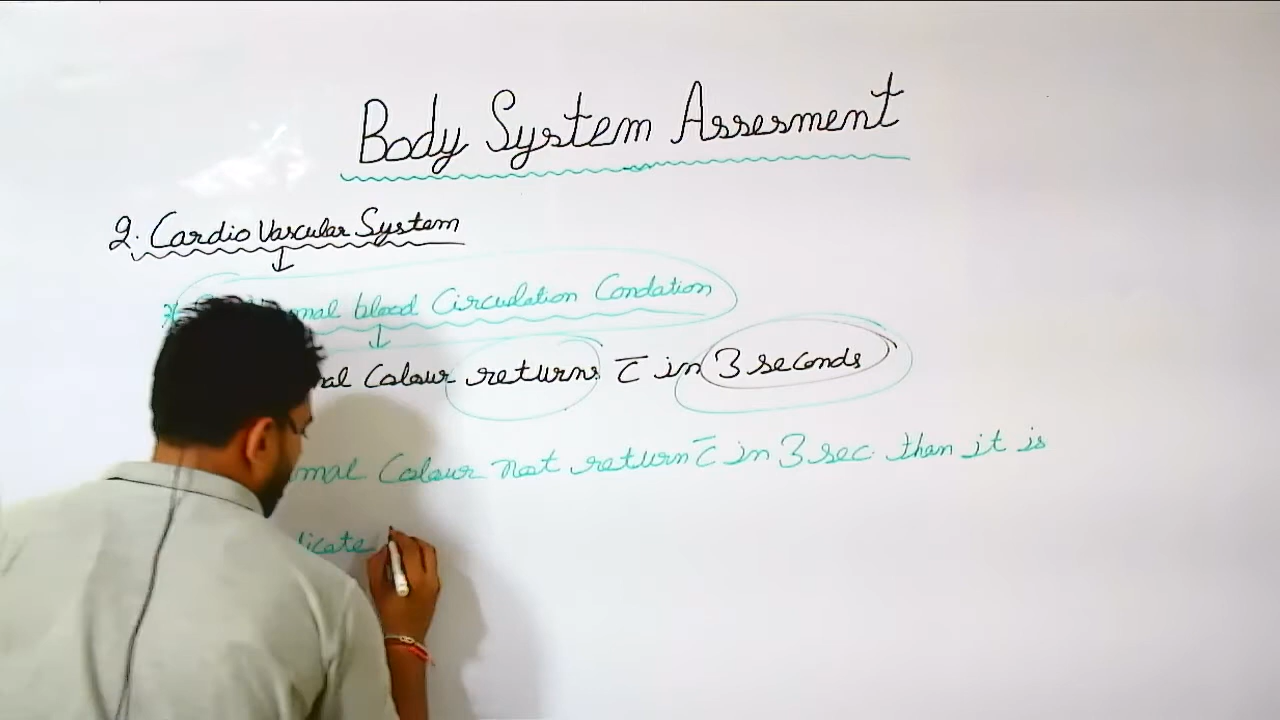 Body System Assesment
2. Cardio Vascular System
blood Circulation Condation
Colour returns c̅ in 3 seconds
Colour not return c̅ in 3 sec. than it is